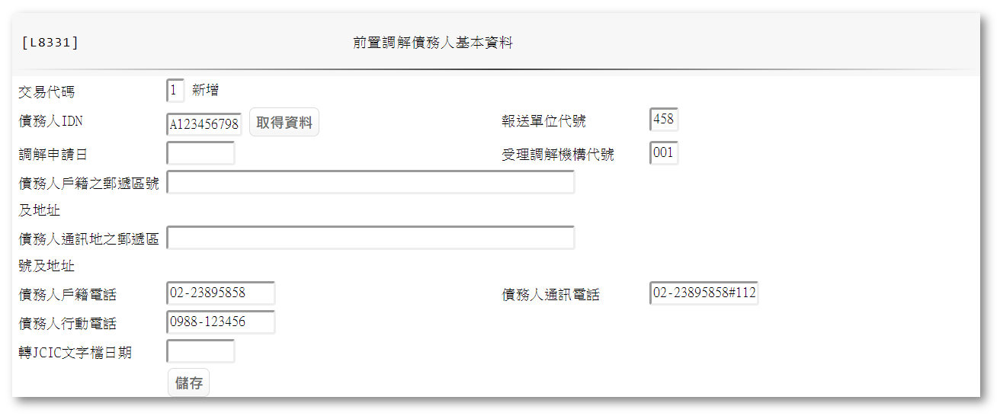 [L8331]
前置調解債務人基本資料
交易代碼 1 新增
債務人IDN A123456798 取得資料 報送單位代號 458
調解申請日 受理調解機構代號 001
債務人戶籍之郵遞區號
及地址
債務人通訊地之郵遞區
號及地址
債務人戶籍電話 02-23895858 債務人通訊電話 02-23895858#112
債務人行動電話 0988-123456
轉JCIC文字檔日期
儲存